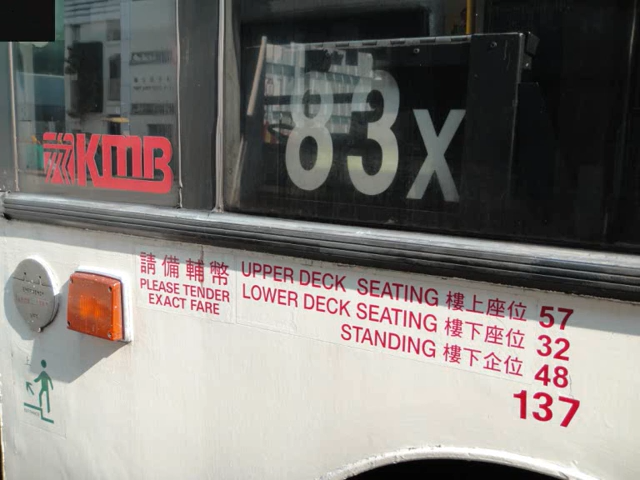 83X
KMB
請備輔幣
PLEASE TENDER
EXACT FARE
UPPER DECK SEATING 樓上座位 57
LOWER DECK SEATING 樓下座位 32
STANDING 樓下企位 48
137